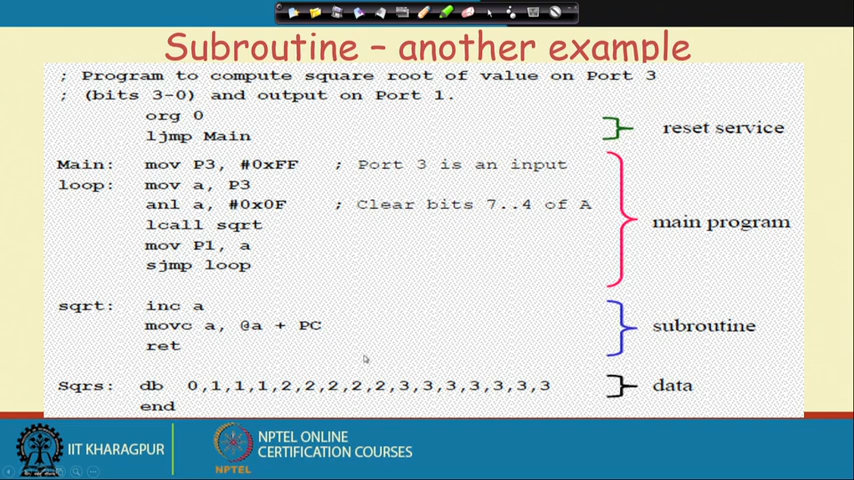 Subroutine – another example
; Program to compute square root of value on Port 3
; (bits 3-0) and output on Port 1.
org 0
ljmp Main
reset service
Main: mov P3, #0xFF ; Port 3 is an input
loop: mov a, P3
anl a, #0x0F ; Clear bits 7..4 of A
lcall sqrt
mov P1, a
sjmp loop
main program
sqrt: inc a
movc a, @a + PC
ret
subroutine
Sqrs: db 0,1,1,1,2,2,2,2,2,3,3,3,3,3,3,3
end
data
IIT KHARAGPUR
NPTEL
NPTEL ONLINE
CERTIFICATION COURSES